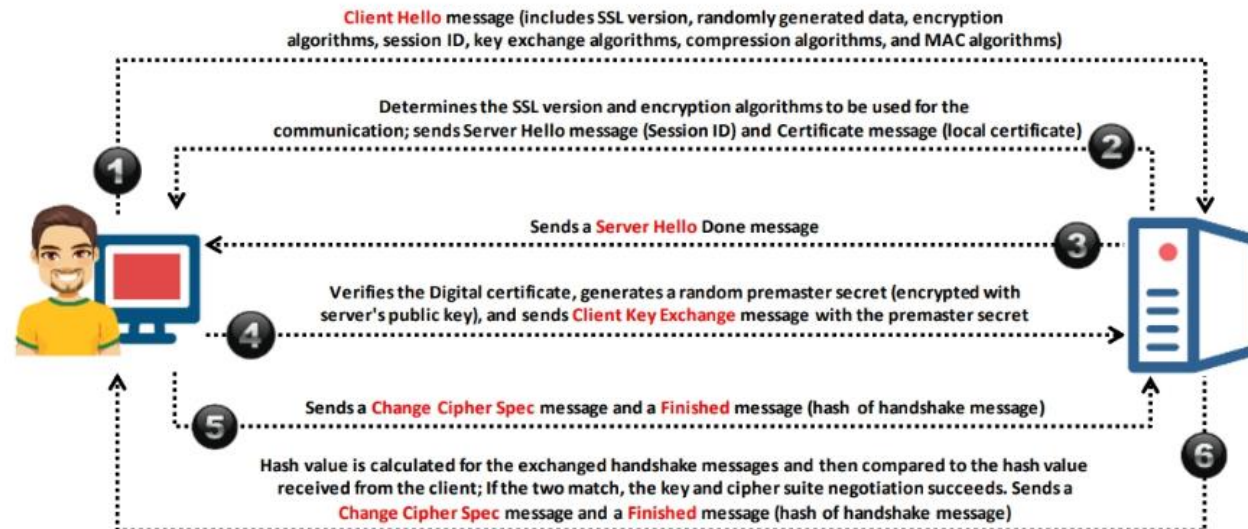 Client Hello message (includes SSL version, randomly generated data, encryption
algorithms, session ID, key exchange algorithms, compression algorithms, and MAC algorithms)
Determines the SSL version and encryption algorithms to be used for the
communication; sends Server Hello message (Session ID) and Certificate message (local certificate)
1
2
Sends a Server Hello Done message
3
Verifies the Digital certificate, generates a random premaster secret (encrypted with
server's public key), and sends Client Key Exchange message with the premaster secret
4
Sends a Change Cipher Spec message and a Finished message (hash of handshake message)
5
Hash value is calculated for the exchanged handshake messages and then compared to the hash value
received from the client; If the two match, the key and cipher suite negotiation succeeds. Sends a
Change Cipher Spec message and a Finished message (hash of handshake message)
6